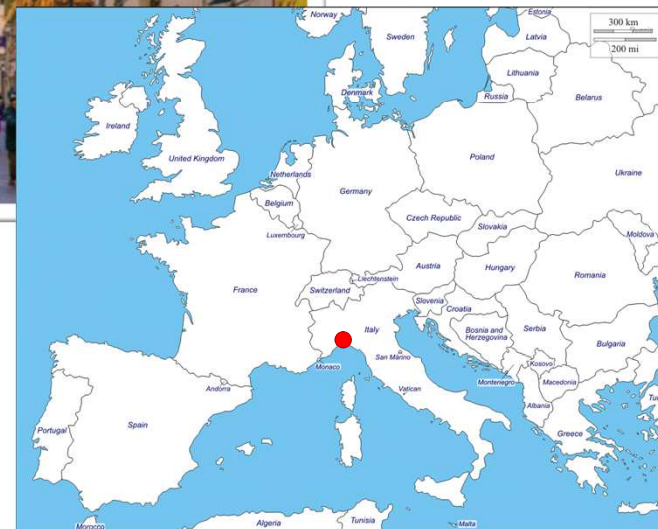 Norway
Estonia
Sweden
300 km
200 mi
Latvia
Denmark
Lithuania
Russia
Belarus
Ireland
United Kingdom
Netherlands
Poland
Germany
Ukraine
Belgium
Czech Republic
Luxembourg
Slovakia
Moldova
France
Austria
Liechtenstein
Switzerland
Hungary
Romania
Slovenia
Croatia
Italy
Bosnia and
Herzegovina
Serbia
San Marino
Bulgaria
Monaco
Kosovo
Andorra
Vatican
Montenegro
Macedonia
Albania
Portugal
Spain
Greece
Morocco
Algeria
Tunisia
Malta